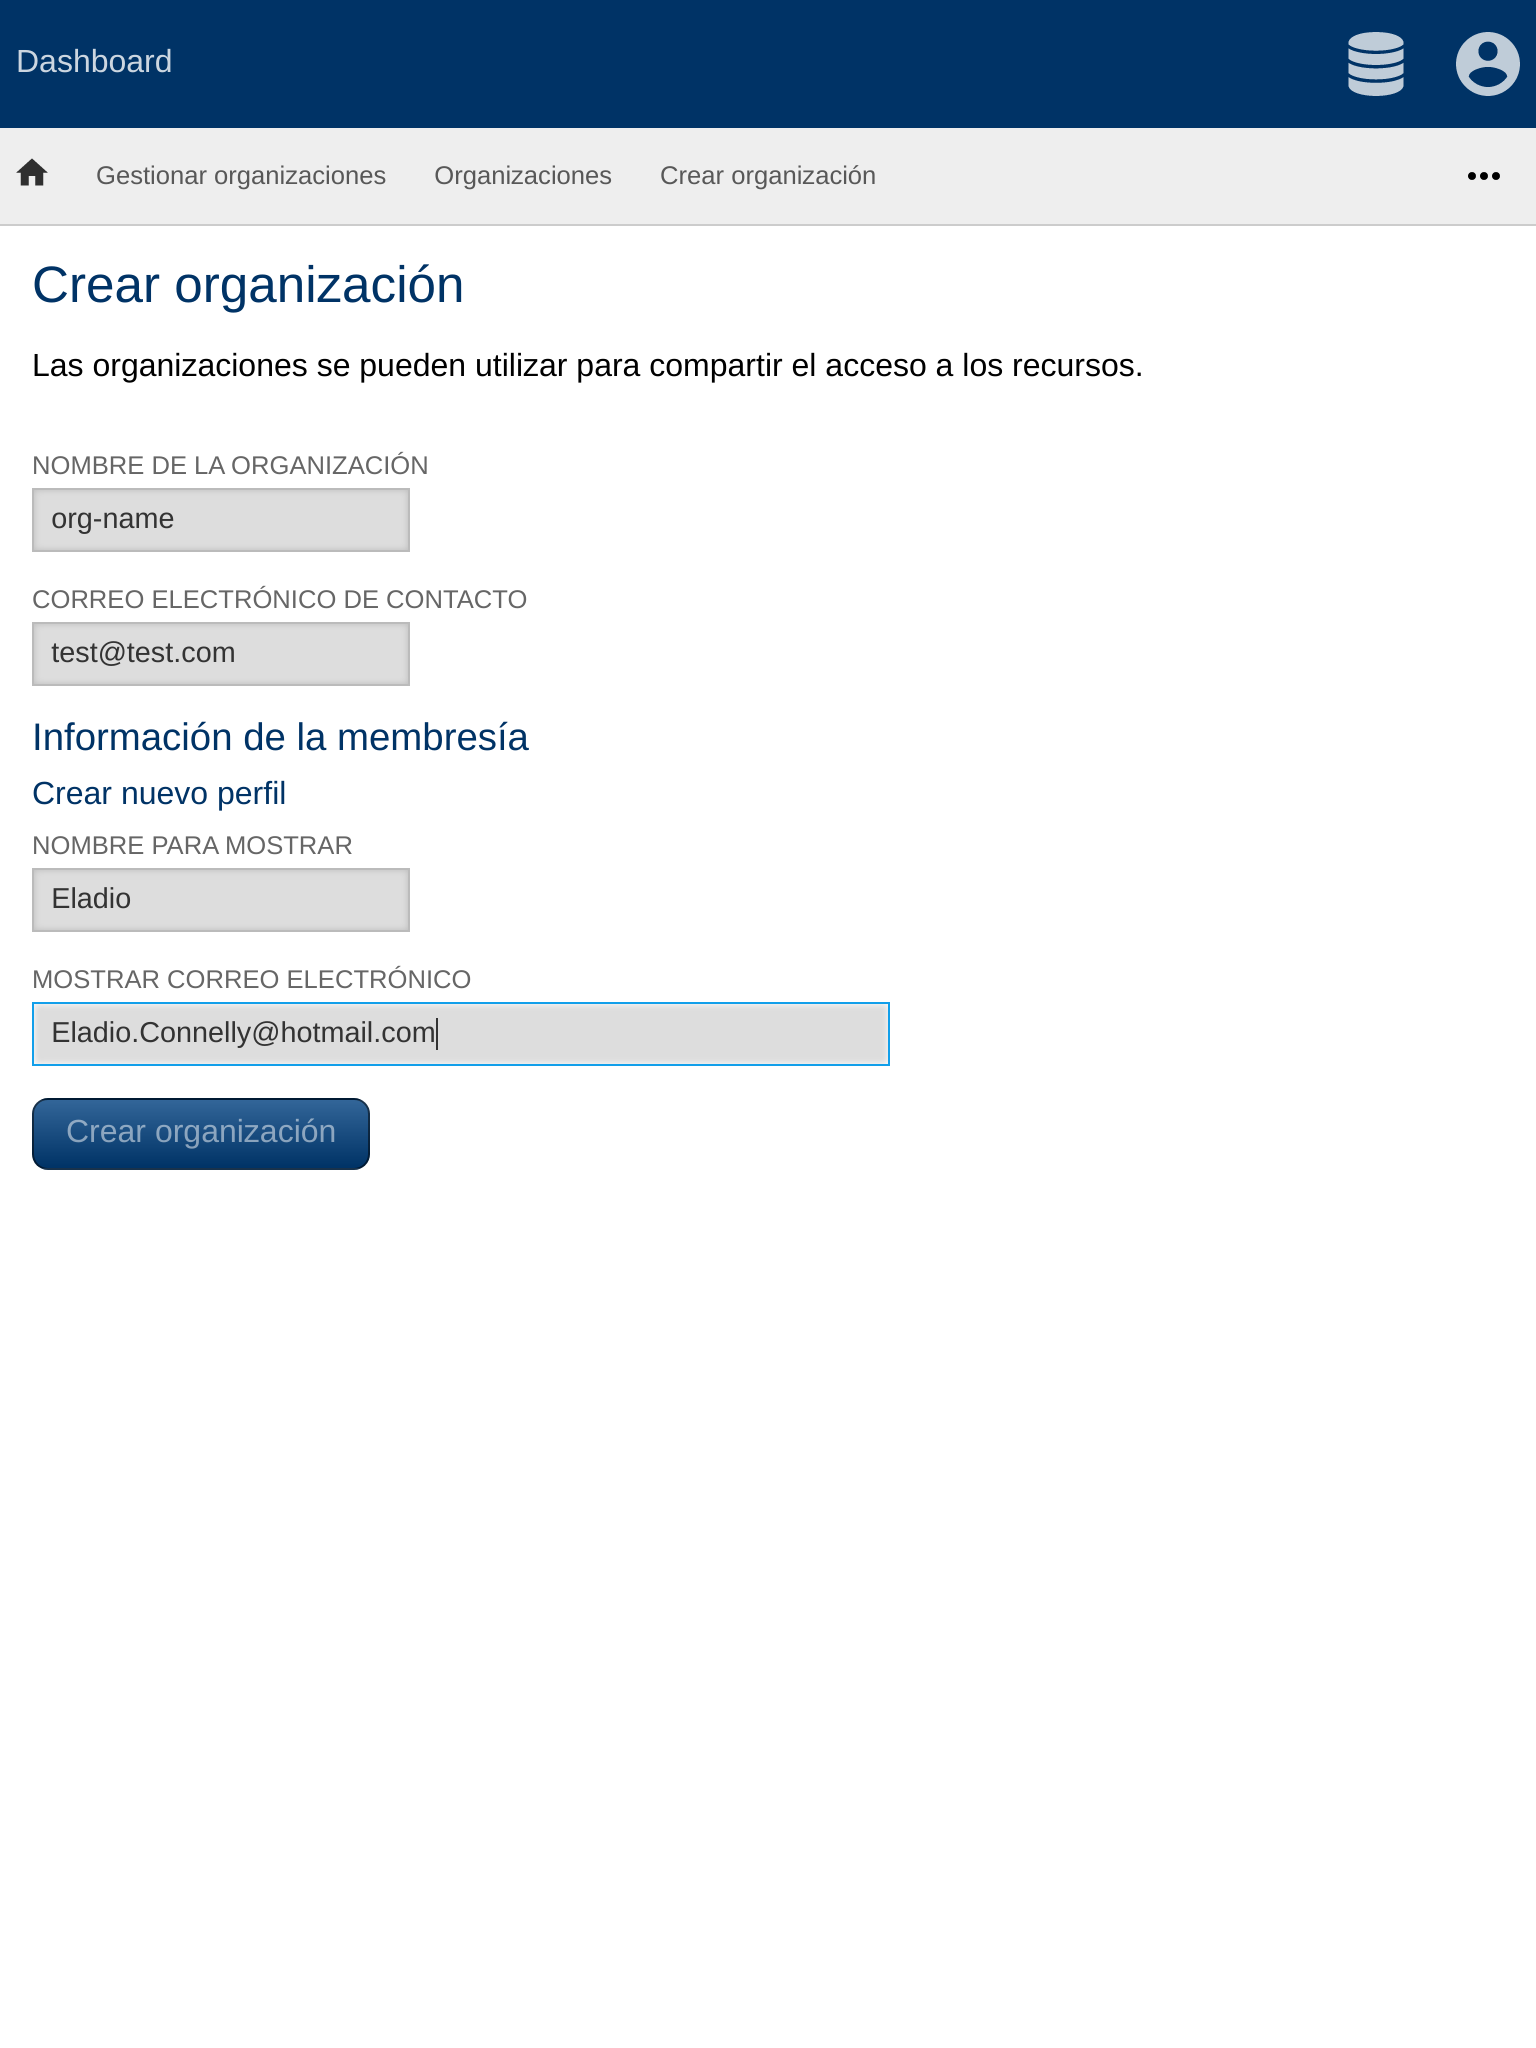 Dashboard
Gestionar organizaciones Organizaciones Crear organización
Crear organización
Las organizaciones se pueden utilizar para compartir el acceso a los recursos.
NOMBRE DE LA ORGANIZACIÓN
org-name
CORREO ELECTRÓNICO DE CONTACTO
test@test.com
Información de la membresía
Crear nuevo perfil
NOMBRE PARA MOSTRAR
Eladio
MOSTRAR CORREO ELECTRÓNICO
Eladio.Connelly@hotmail.com
Crear organización